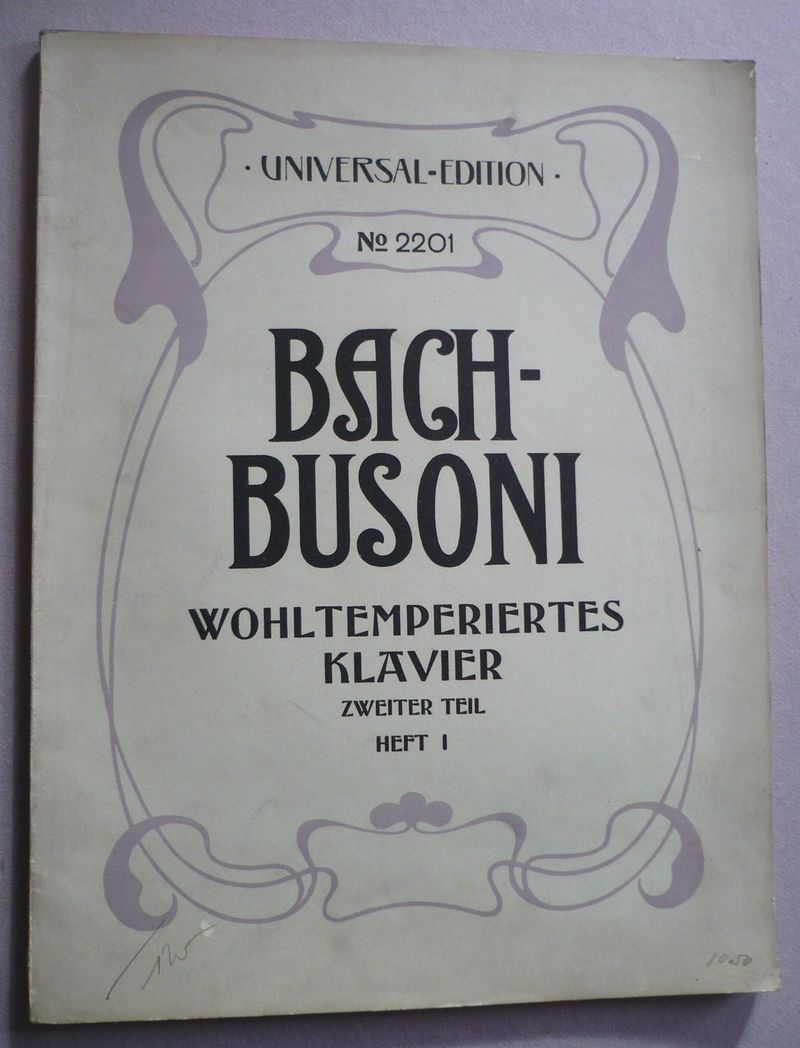 · UNIVERSAL-EDITION ·
No 2201
BACH-
BUSONI
WOHLTEMPERIERTES
KLAVIER
ZWEITER TEIL
HEFT I